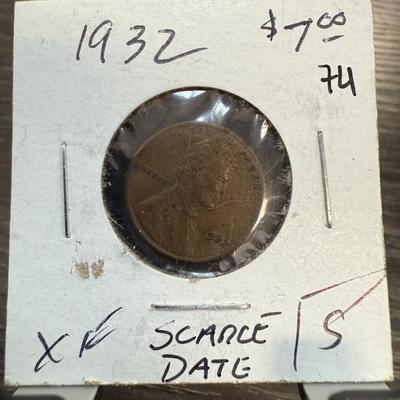 1932 $7.00
74
XF SCARCE S
DATE